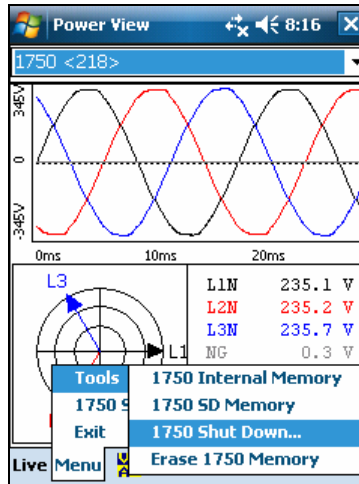 Power View 8:16
1750 <218>
345V
0
-345V
0ms 10ms 20ms
L3
L1
L1N 235.1 V
L2N 235.2 V
L3N 235.7 V
NG 0.3 V
Tools
1750 S
Exit
1750 Internal Memory
1750 SD Memory
1750 Shut Down...
Erase 1750 Memory
Live Menu